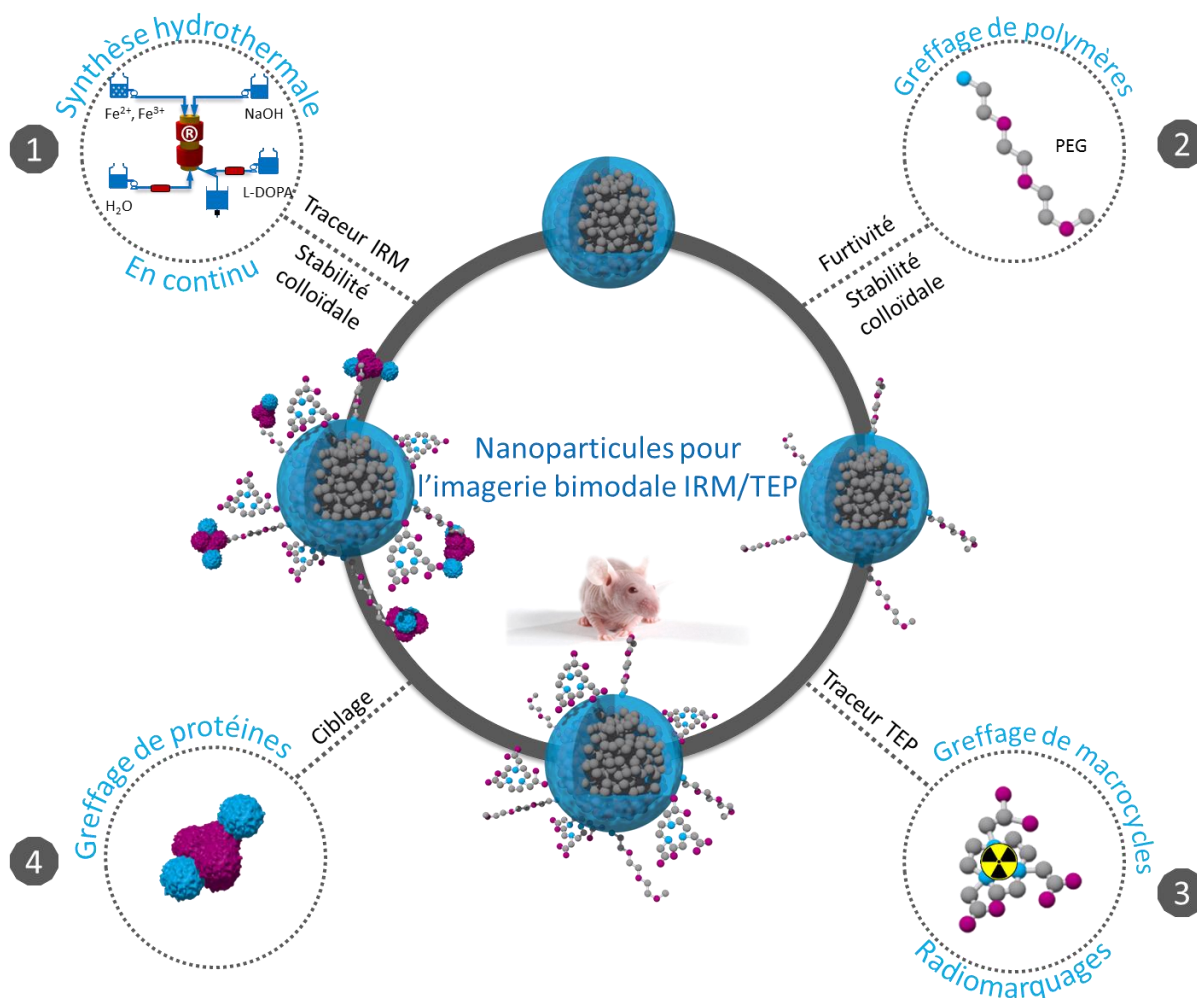 Synthèse hydrothermale
Fe²⁺, Fe³⁺
NaOH
®
H₂O
L-DOPA
En continu
1
Traceur IRM
Stabilité
colloïdale
Greffage de polymères
PEG
2
Furtivité
Stabilité
colloïdale
Nanoparticules pour
l'imagerie bimodale IRM/TEP
Traceur TEP
Greffage de macrocycles
Radiomarquages
3
Ciblage
Greffage de protéines
4